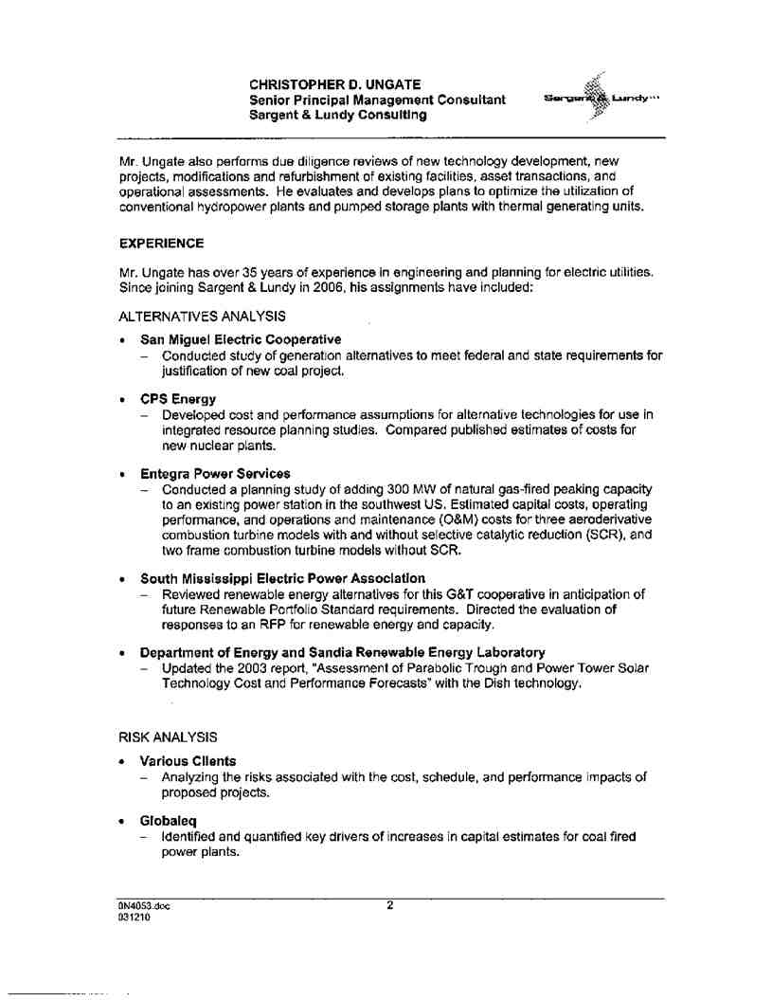 CHRISTOPHER D. UNGATE
Senior Principal Management Consultant
Sargent & Lundy Consulting
Sargent & Lundy
Mr. Ungate also performs due diligence reviews of new technology development, new
projects, modifications and refurbishment of existing facilities, asset transactions, and
operational assessments. He evaluates and develops plans to optimize the utilization of
conventional hydropower plants and pumped storage plants with thermal generating units.
EXPERIENCE
Mr. Ungate has over 35 years of experience in engineering and planning for electric utilities.
Since joining Sargent & Lundy in 2006, his assignments have included:
ALTERNATIVES ANALYSIS
• San Miguel Electric Cooperative
– Conducted study of generation alternatives to meet federal and state requirements for
justification of new coal project.
• CPS Energy
– Developed cost and performance assumptions for alternative technologies for use in
integrated resource planning studies. Compared published estimates of costs for
new nuclear plants.
• Entegra Power Services
– Conducted a planning study of adding 300 MW of natural gas-fired peaking capacity
to an existing power station in the southwest US. Estimated capital costs, operating
performance, and operations and maintenance (O&M) costs for three aeroderivative
combustion turbine models with and without selective catalytic reduction (SCR), and
two frame combustion turbine models without SCR.
• South Mississippi Electric Power Association
– Reviewed renewable energy alternatives for this G&T cooperative in anticipation of
future Renewable Portfolio Standard requirements. Directed the evaluation of
responses to an RFP for renewable energy and capacity.
• Department of Energy and Sandia Renewable Energy Laboratory
– Updated the 2003 report, "Assessment of Parabolic Trough and Power Tower Solar
Technology Cost and Performance Forecasts" with the Dish technology.
RISK ANALYSIS
• Various Clients
– Analyzing the risks associated with the cost, schedule, and performance impacts of
proposed projects.
• Globaleq
– Identified and quantified key drivers of increases in capital estimates for coal fired
power plants.
0N4053.doc 2
031210